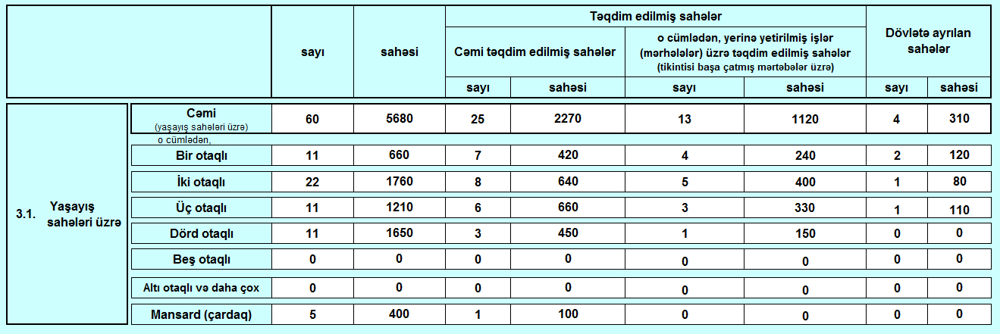 Təqdim edilmiş sahələr
sayı sahəsi Cəmi təqdim edilmiş sahələr o cümlədən, yerinə yetirilmiş işlər Dövlətə ayrılan
(mərhələlər) üzrə təqdim edilmiş sahələr sahələr
(tikintisi başa çatmış mərtəbələr üzrə)
sayı sahəsi sayı sahəsi sayı sahəsi
Cəmi 60 5680 25 2270 13 1120 4 310
(yaşayış sahələri üzrə)
o cümlədən,
Bir otaqlı 11 660 7 420 4 240 2 120
İki otaqlı 22 1760 8 640 5 400 1 80
3.1. Yaşayış
sahələri üzrə
Üç otaqlı 11 1210 6 660 3 330 1 110
Dörd otaqlı 11 1650 3 450 1 150 0 0
Beş otaqlı 0 0 0 0 0 0 0 0
Altı otaqlı və daha çox 0 0 0 0 0 0 0 0
Mansard (çardaq) 5 400 1 100 0 0 0 0